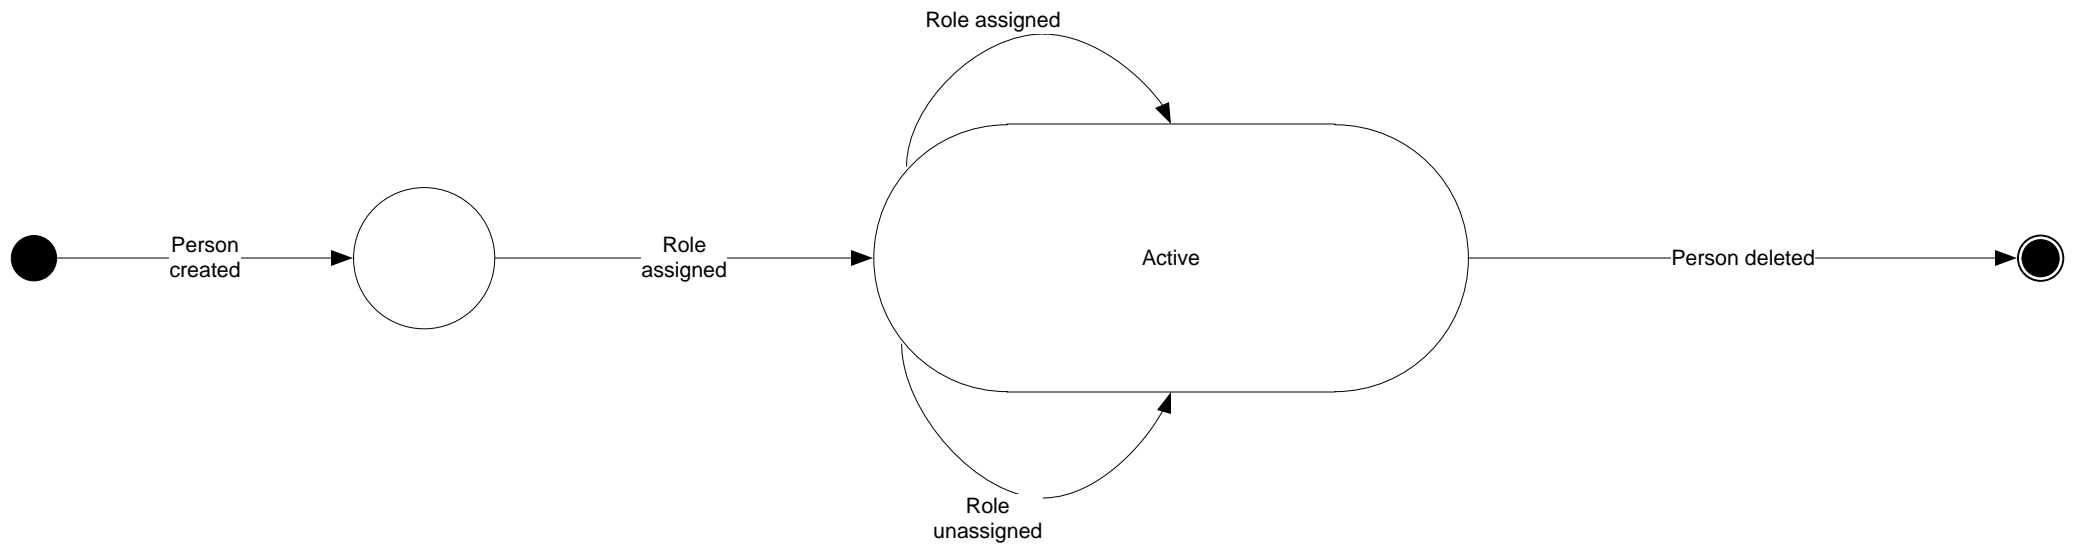 Role assigned
Person
created
Role
assigned
Active
Person deleted
Role
unassigned